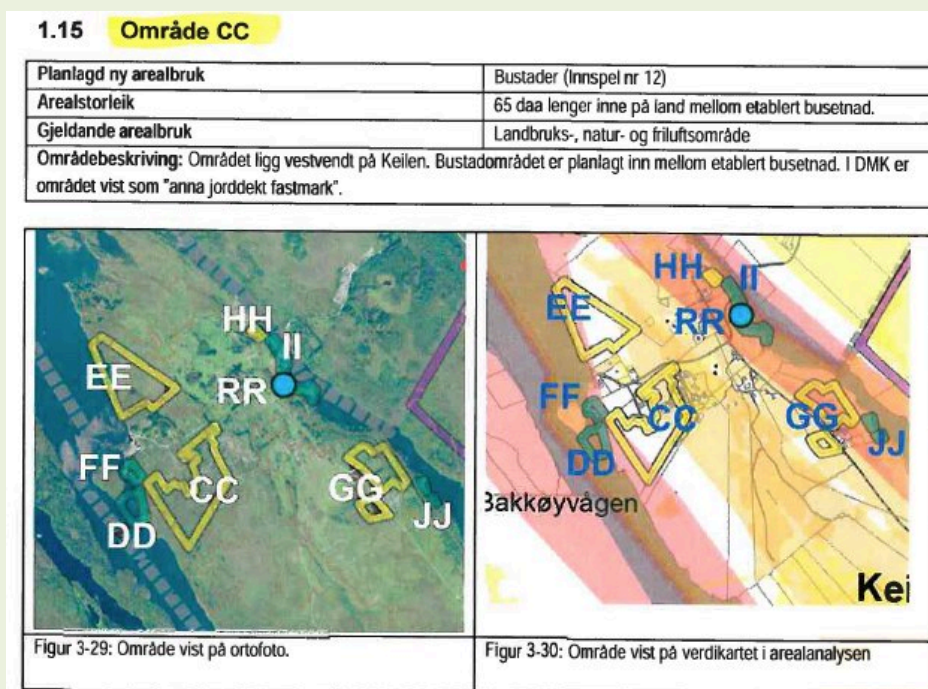 1.15 Område CC
Planlagd ny arealbruk
Bustader (Innspel nr 12)
Arealstorleik
65 daa lenger inne på land mellom etablert busetnad.
Gjeldande arealbruk
Landbruks-, natur- og friluftsområde
Områdebeskriving: Området ligg vestvendt på Keilen. Bustadområdet er planlagt inn mellom etablert busetnad. I DMK er
området vist som "anna jorddekt fastmark".
HH
II
EE
RR
FF
CC
GG
DD
JJ
HH
II
EE
RR
FF
CC
GG
DD
JJ
Bakkøyvågen
Kei
Figur 3-29: Område vist på ortofoto.
Figur 3-30: Område vist på verdikartet i arealanalysen